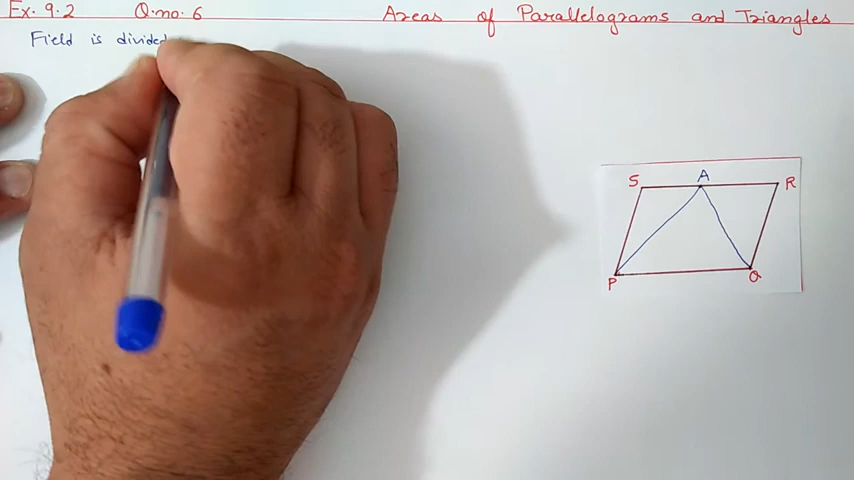 Ex. 9.2 Q.no. 6 Areas of Parallelograms and Triangles
Field is divided
S A R
P Q